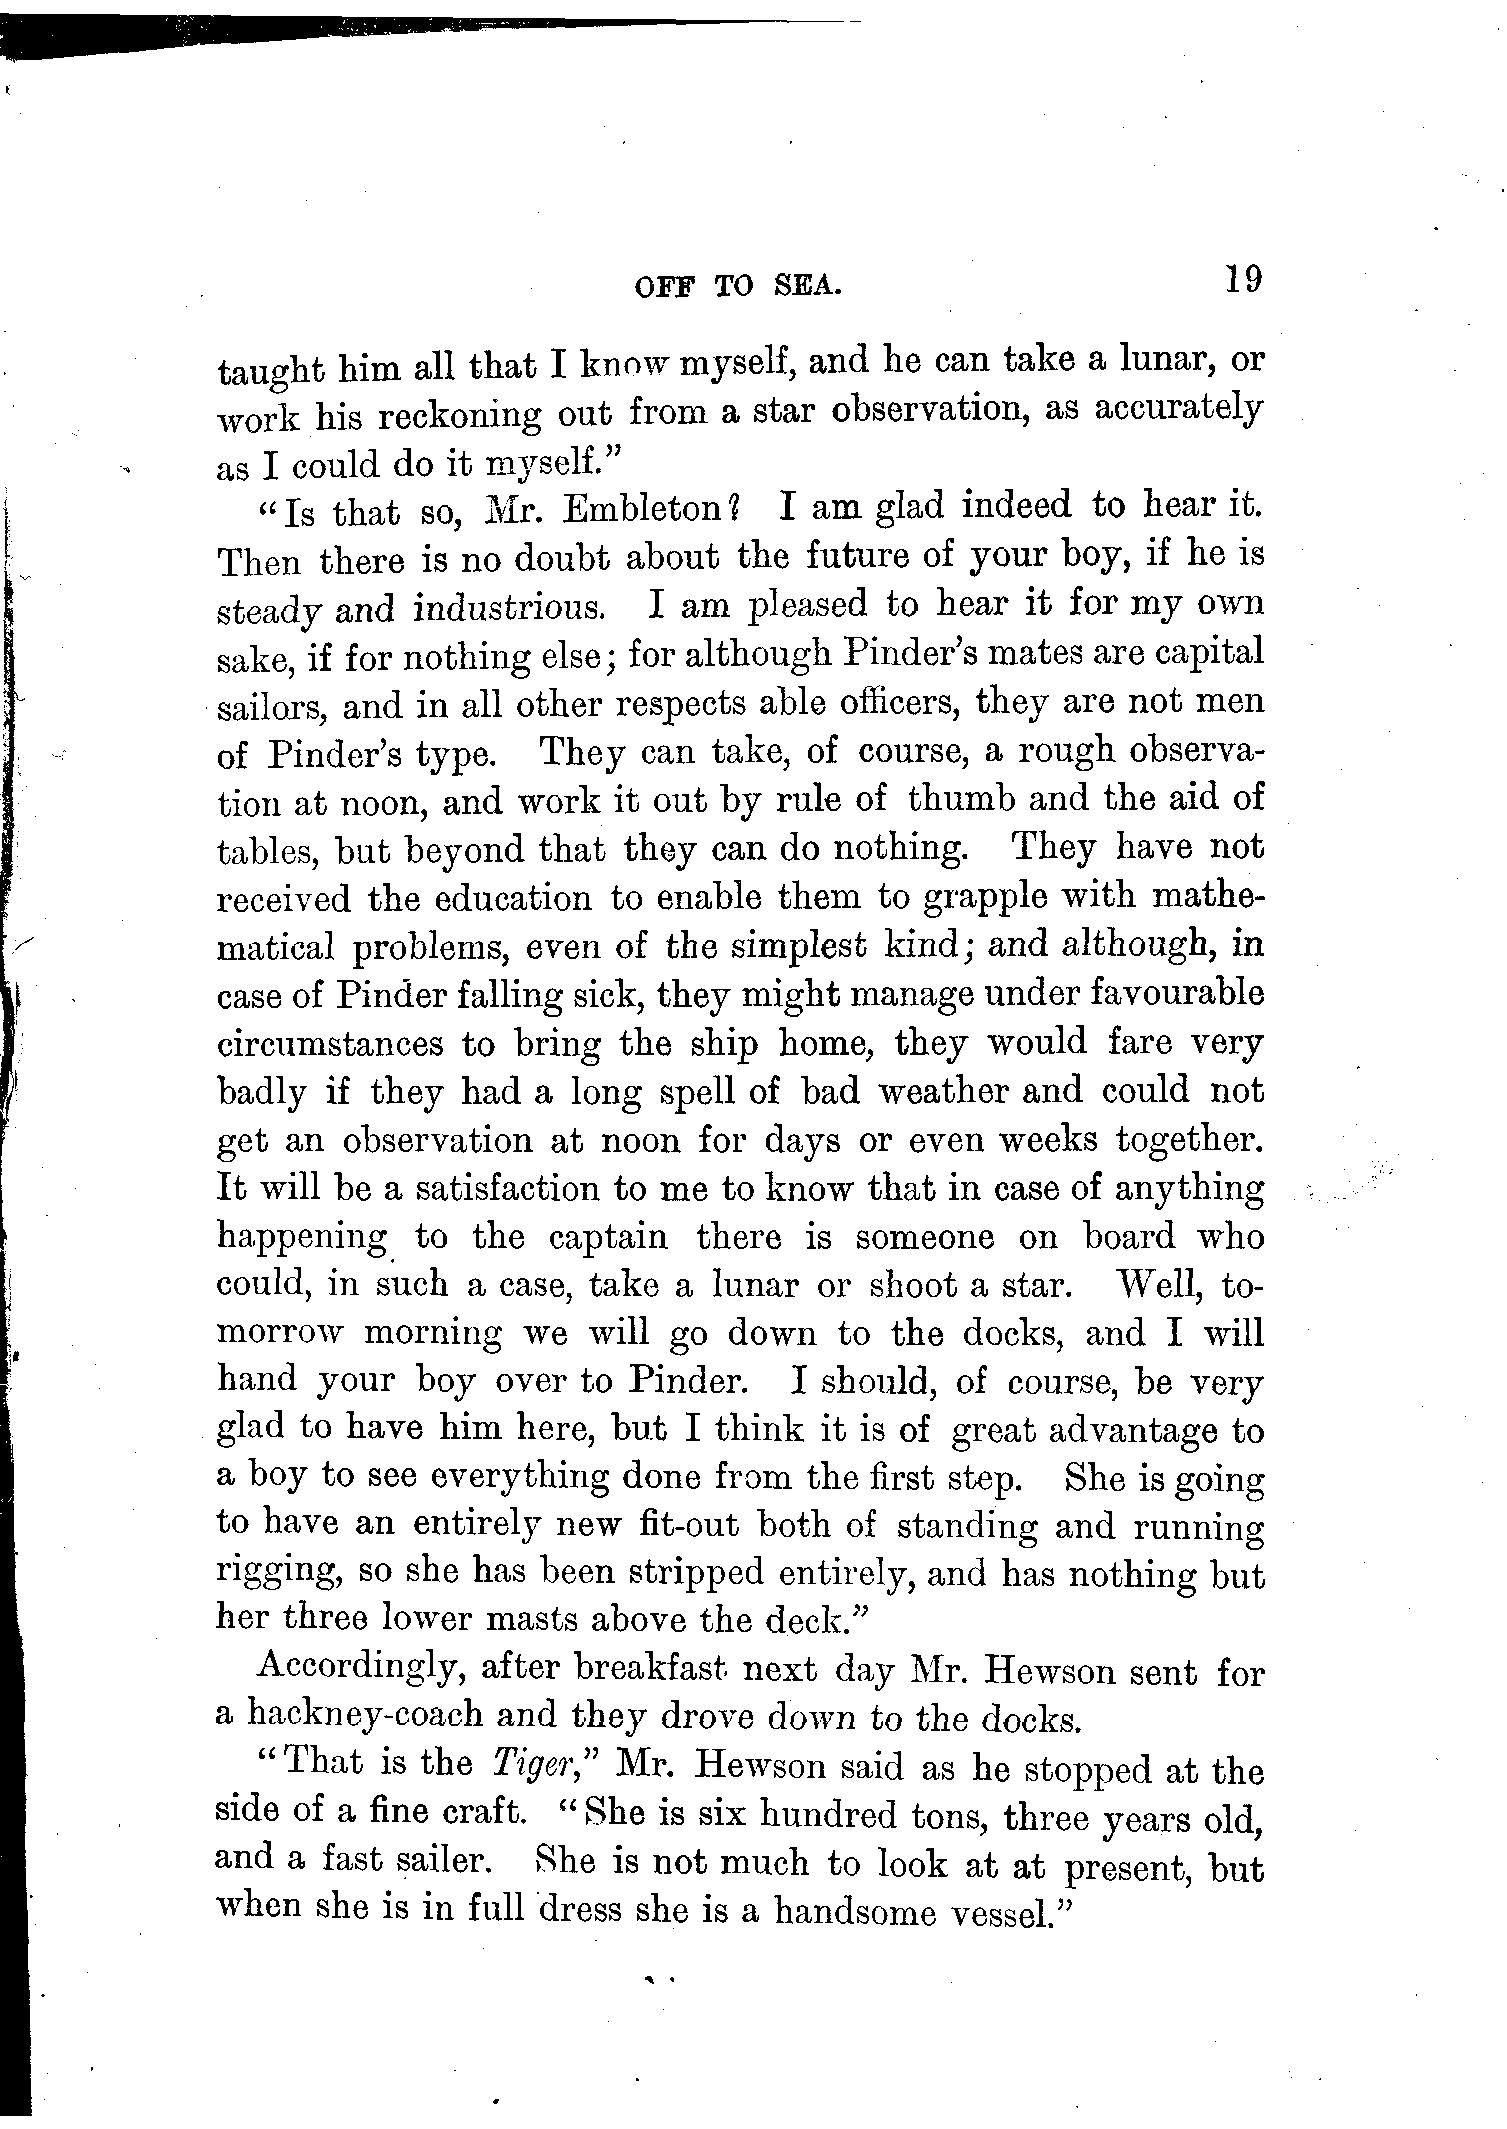 OFF TO SEA. 19
taught him all that I know myself, and he can take a lunar, or
work his reckoning out from a star observation, as accurately
as I could do it myself."
"Is that so, Mr. Embleton? I am glad indeed to hear it.
Then there is no doubt about the future of your boy, if he is
steady and industrious. I am pleased to hear it for my own
sake, if for nothing else; for although Pinder's mates are capital
sailors, and in all other respects able officers, they are not men
of Pinder's type. They can take, of course, a rough observa-
tion at noon, and work it out by rule of thumb and the aid of
tables, but beyond that they can do nothing. They have not
received the education to enable them to grapple with mathe-
matical problems, even of the simplest kind; and although, in
case of Pinder falling sick, they might manage under favourable
circumstances to bring the ship home, they would fare very
badly if they had a long spell of bad weather and could not
get an observation at noon for days or even weeks together.
It will be a satisfaction to me to know that in case of anything
happening to the captain there is someone on board who
could, in such a case, take a lunar or shoot a star. Well, to-
morrow morning we will go down to the docks, and I will
hand your boy over to Pinder. I should, of course, be very
glad to have him here, but I think it is of great advantage to
a boy to see everything done from the first step. She is going
to have an entirely new fit-out both of standing and running
rigging, so she has been stripped entirely, and has nothing but
her three lower masts above the deck."
Accordingly, after breakfast next day Mr. Hewson sent for
a hackney-coach and they drove down to the docks.
"That is the Tiger," Mr. Hewson said as he stopped at the
side of a fine craft. "She is six hundred tons, three years old,
and a fast sailer. She is not much to look at at present, but
when she is in full dress she is a handsome vessel."